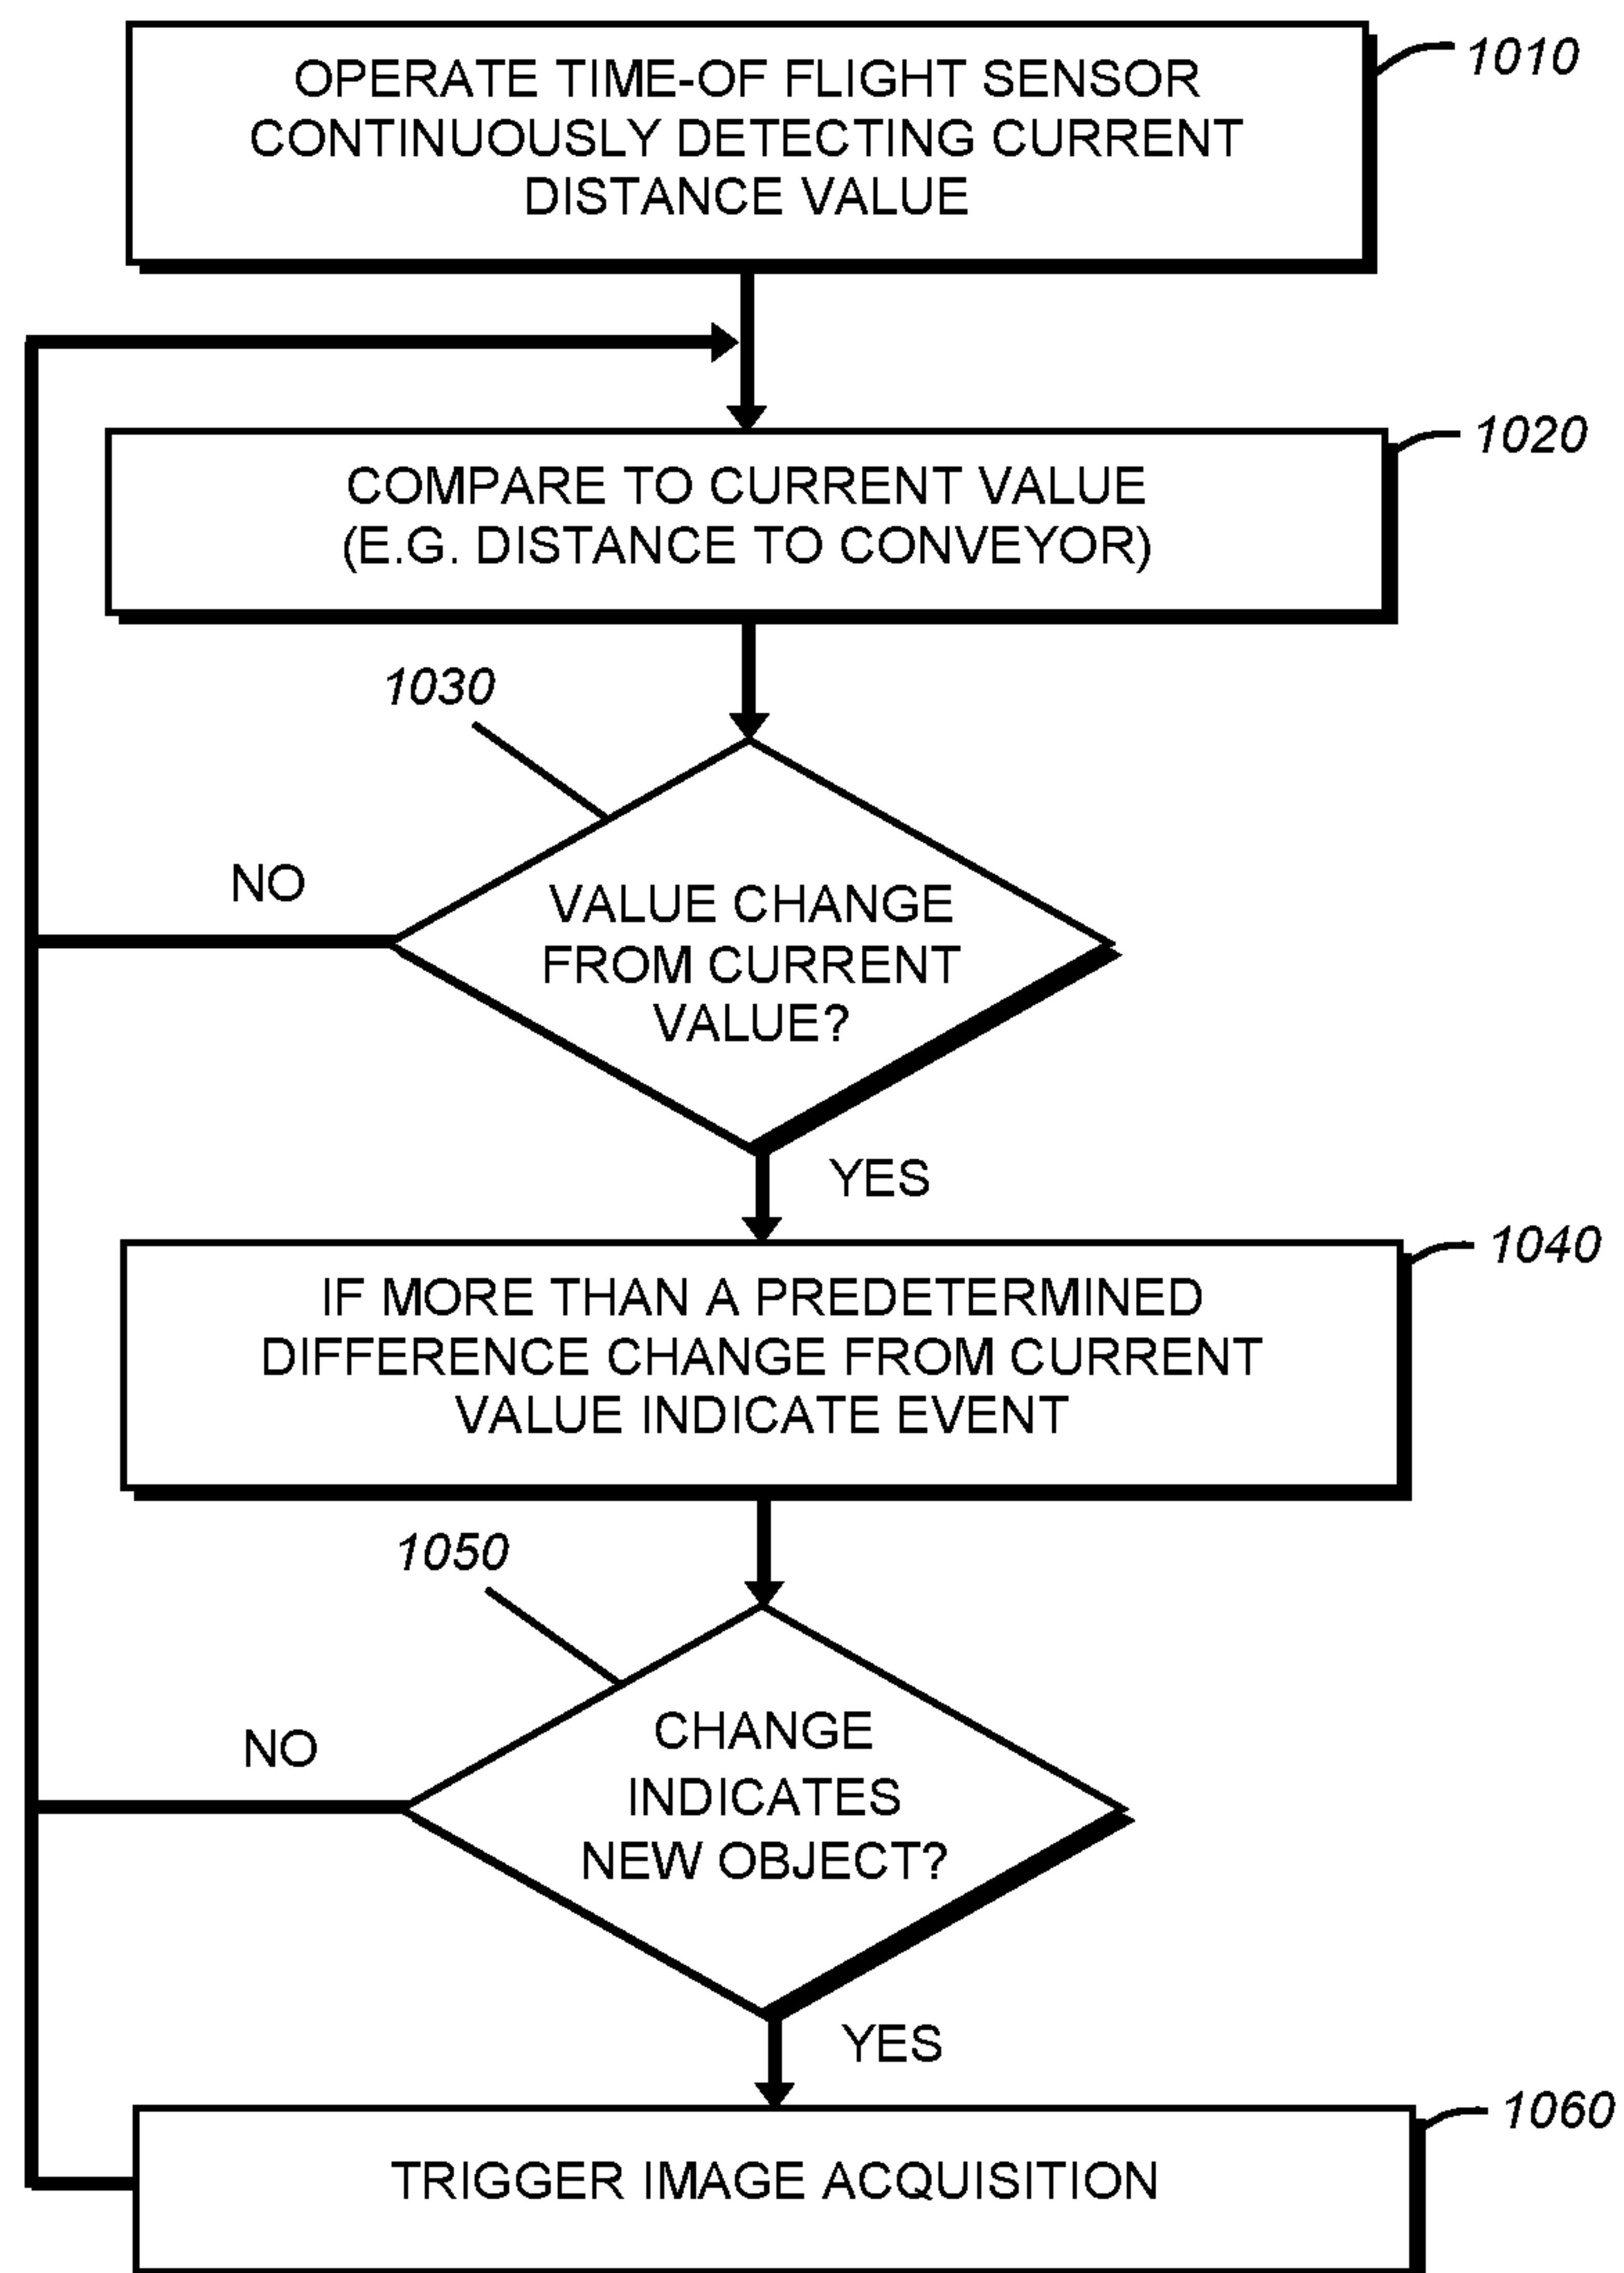 OPERATE TIME-OF FLIGHT SENSOR
CONTINUOUSLY DETECTING CURRENT
DISTANCE VALUE
1010
COMPARE TO CURRENT VALUE
(E.G. DISTANCE TO CONVEYOR)
1020
1030
NO
VALUE CHANGE
FROM CURRENT
VALUE?
YES
IF MORE THAN A PREDETERMINED
DIFFERENCE CHANGE FROM CURRENT
VALUE INDICATE EVENT
1040
1050
NO
CHANGE
INDICATES
NEW OBJECT?
YES
TRIGGER IMAGE ACQUISITION
1060